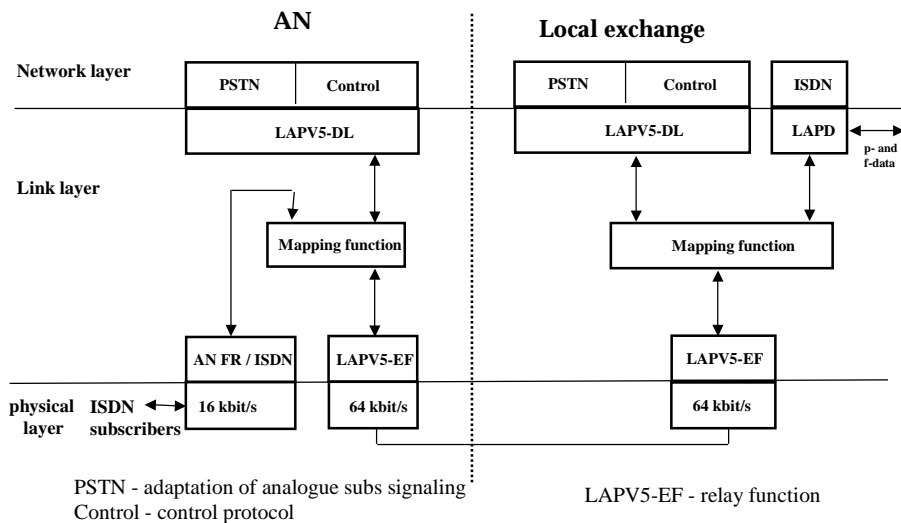 AN
Local exchange
Network layer
PSTN
Control
PSTN
Control
ISDN
LAPV5-DL
LAPV5-DL
LAPD
p- and
f-data
Link layer
Mapping function
Mapping function
AN FR / ISDN
LAPV5-EF
LAPV5-EF
physical
layer
ISDN
subscribers
16 kbit/s
64 kbit/s
64 kbit/s
PSTN - adaptation of analogue subs signaling
Control - control protocol
LAPV5-EF - relay function